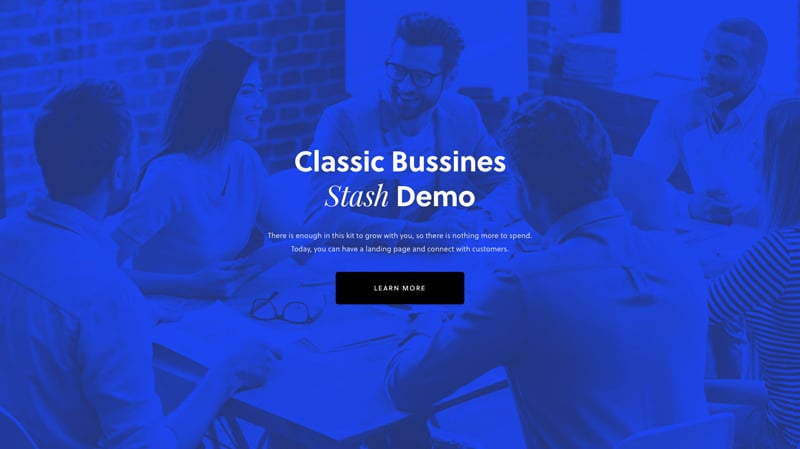 Classic Bussines
Stash Demo
There is enough in this kit to grow with you, so there is nothing more to spend.
Today, you can have a landing page and connect with customers.
LEARN MORE